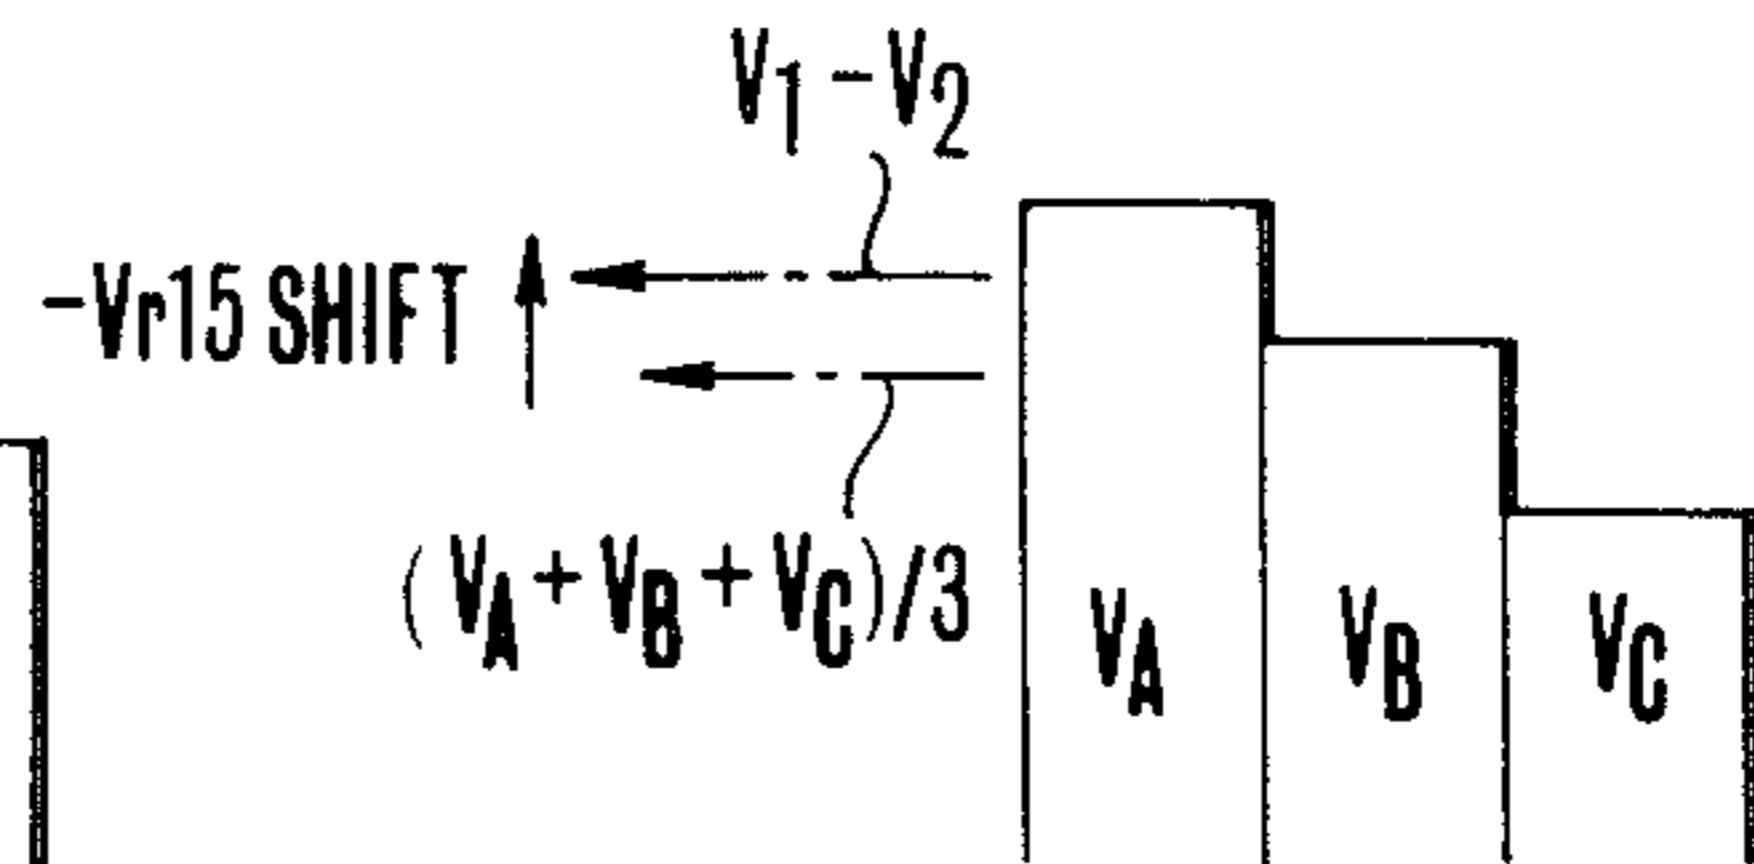 V1 – V2
–Vr15 SHIFT
(VA + VB + VC)/3
VA VB VC